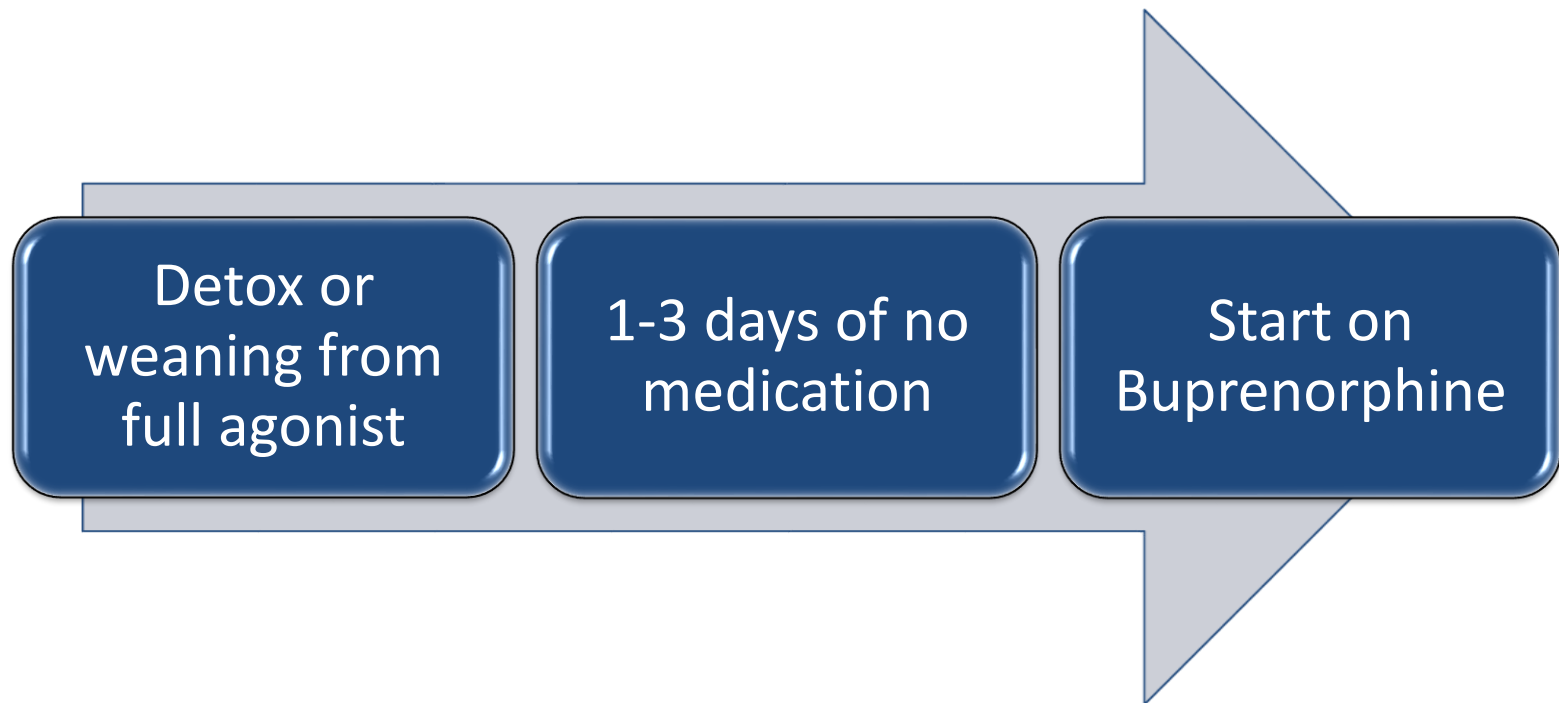 Detox or
weaning from
full agonist
1-3 days of no
medication
Start on
Buprenorphine